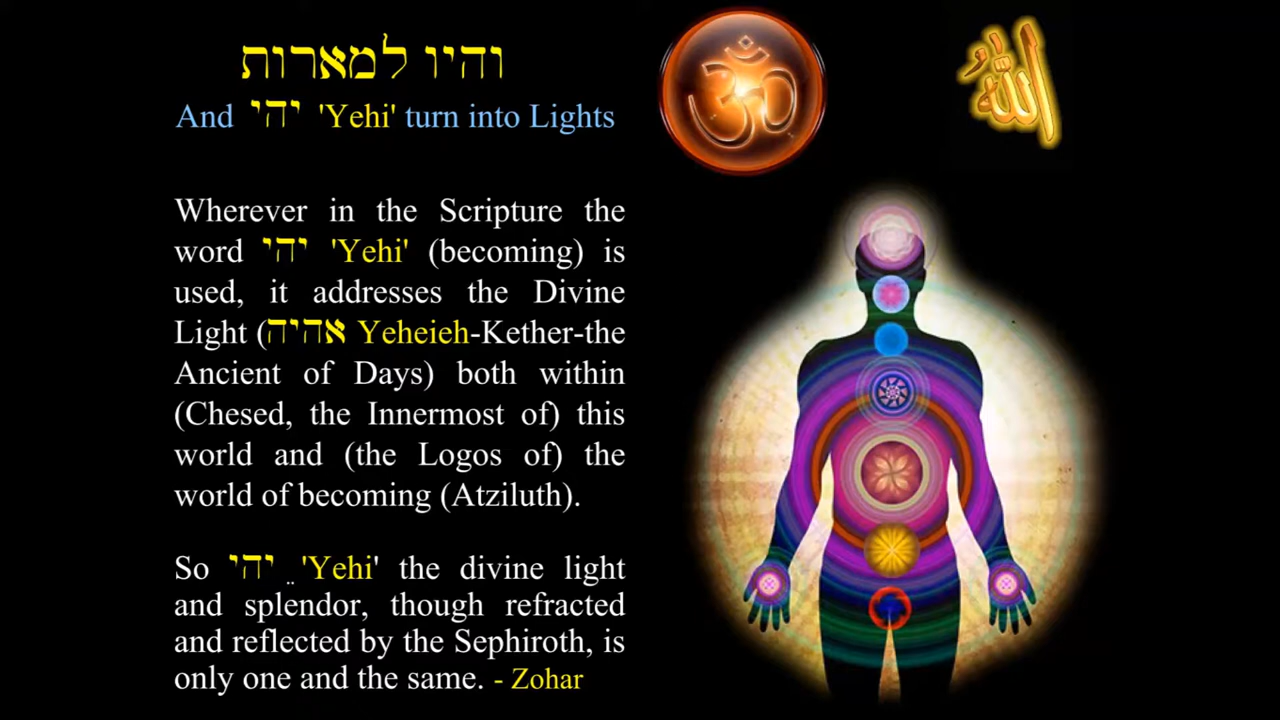 והיו למארות
And יהי 'Yehi' turn into Lights
ॐ
الله
Wherever in the Scripture the
word יהי 'Yehi' (becoming) is
used, it addresses the Divine
Light (אהיה Yeheieh-Kether-the
Ancient of Days) both within
(Chesed, the Innermost of) this
world and (the Logos of) the
world of becoming (Atziluth).
So יהי 'Yehi' the divine light
and splendor, though refracted
and reflected by the Sephiroth, is
only one and the same. - Zohar